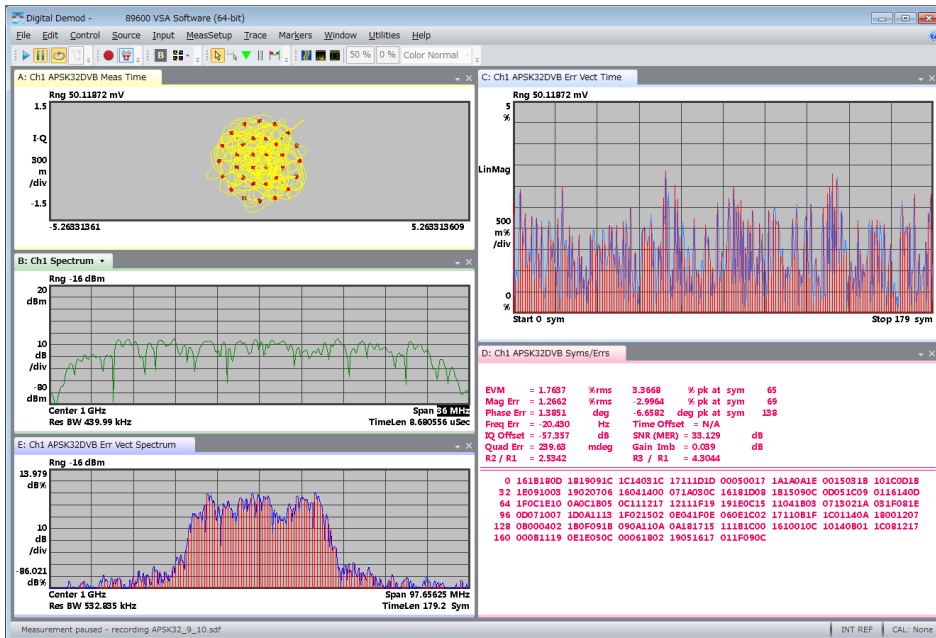 Digital Demod - 89600 VSA Software (64-bit)
File Edit Control Source Input MeasSetup Trace Markers Window Utilities Help
B 50 % 0 % Color Normal
A: Ch1 APSK32DVB Meas Time
Rng 50.11872 mV
1.5
I-Q
300
m
/div
-1.5
-5.26331361 5.263313609
B: Ch1 Spectrum
Rng -16 dBm
20
dBm
10
dB
/div
-80
dBm
Center 1 GHz Span 36 MHz
Res BW 439.99 kHz TimeLen 8.680556 uSec
E: Ch1 APSK32DVB Err Vect Spectrum
Rng -16 dBm
13.979
dB%
10
dB
/div
-86.021
dB%
Center 1 GHz Span 97.65625 MHz
Res BW 532.835 kHz TimeLen 179.2 Sym
C: Ch1 APSK32DVB Err Vect Time
Rng 50.11872 mV
5
%
LinMag
500
m%
/div
0
%
Start 0 sym Stop 179 sym
D: Ch1 APSK32DVB Syms/Errs
EVM = 1.7637 %rms 3.3668 % pk at sym 65
Mag Err = 1.2662 %rms -2.9964 % pk at sym 69
Phase Err = 1.3851 deg -6.6582 deg pk at sym 138
Freq Err = -20.430 Hz Time Offset = N/A
IQ Offset = -57.357 dB SNR (MER) = 33.129 dB
Quad Err = 239.63 mdeg Gain Imb = 0.039 dB
R2 / R1 = 2.5342 R3 / R1 = 4.3044
0 161B180D 1819091C 1C14031C 17111D1D 00050017 1A1A0A1E 0015031B 101C0D1B
32 1E091003 19020706 16041400 071A030C 16181D08 1B15090C 0D051C09 0116140D
64 1F0C1E10 0A0C1B05 0C111217 12111F19 191E0C15 11041B03 0713021A 031F081E
96 0D071007 1D0A1113 1F021502 0E041F0E 060E1C02 17110B1F 1C01140A 18001207
128 0B000402 1B0F091B 090A110A 0A181715 111B1C00 1610010C 10140B01 1C081217
160 000B1119 0E1E050C 00061802 19051617 011F090C
Measurement paused - recording APSK32_9_10.sdf INT REF CAL: None